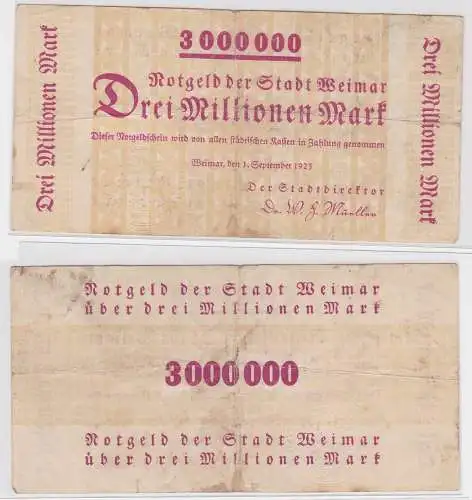 3000000
Notgeld der Stadt Weimar
Drei Millionen Mark
Dieser Notgeldschein wird von allen städtischen Kassen in Zahlung genommen
Weimar, den 1. September 1923
Der Stadtdirektor
Dr. W. F. Mueller
Drei Millionen Mark
Drei Millionen Mark
Notgeld der Stadt Weimar
über drei Millionen Mark
3000000
Notgeld der Stadt Weimar
über drei Millionen Mark